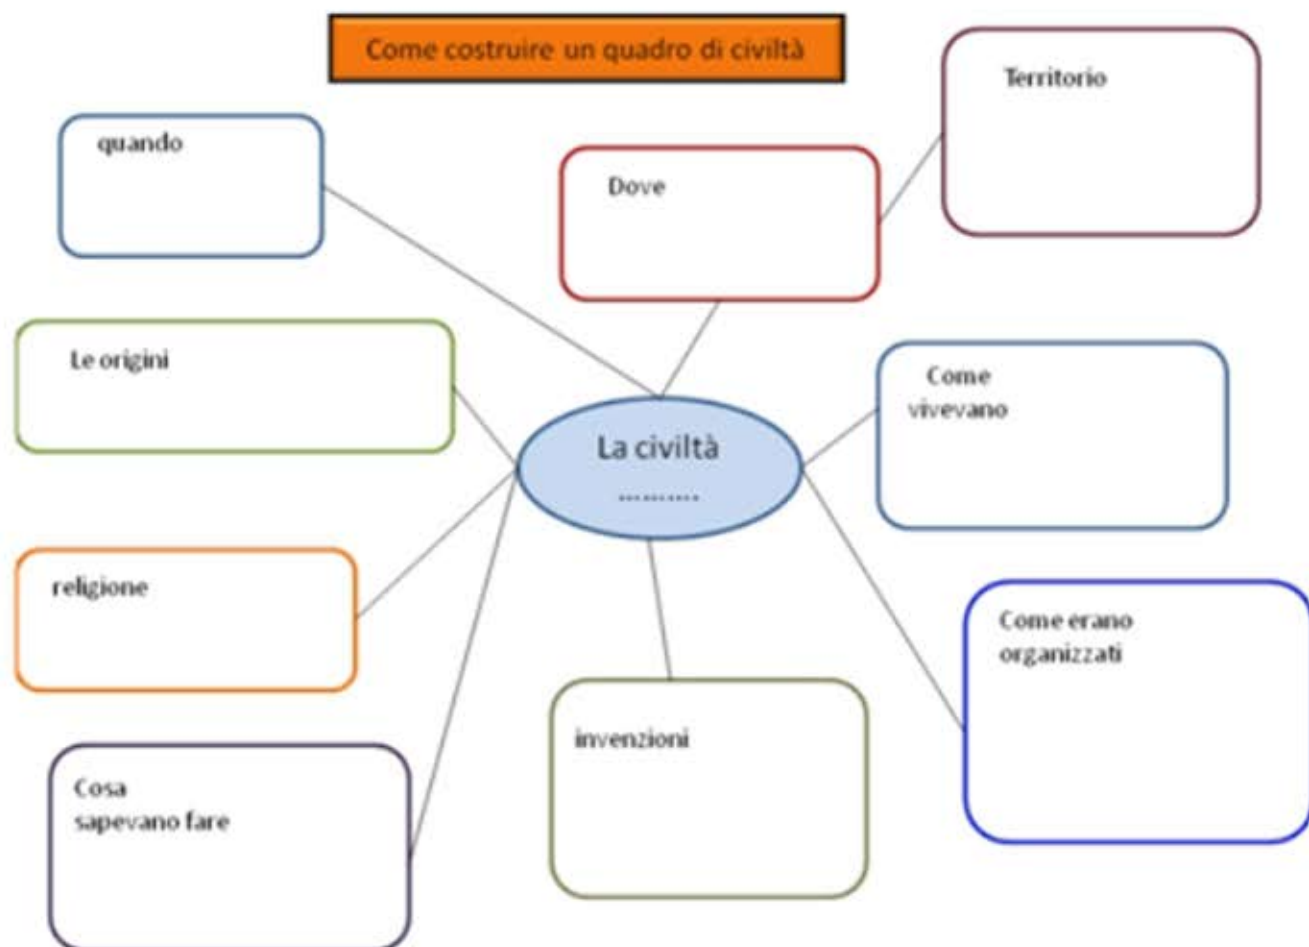 Come costruire un quadro di civiltà
Territorio
quando
Dove
Le origini
Come
vivevano
La civiltà
……….
religione
Come erano
organizzati
invenzioni
Cosa
sapevano fare